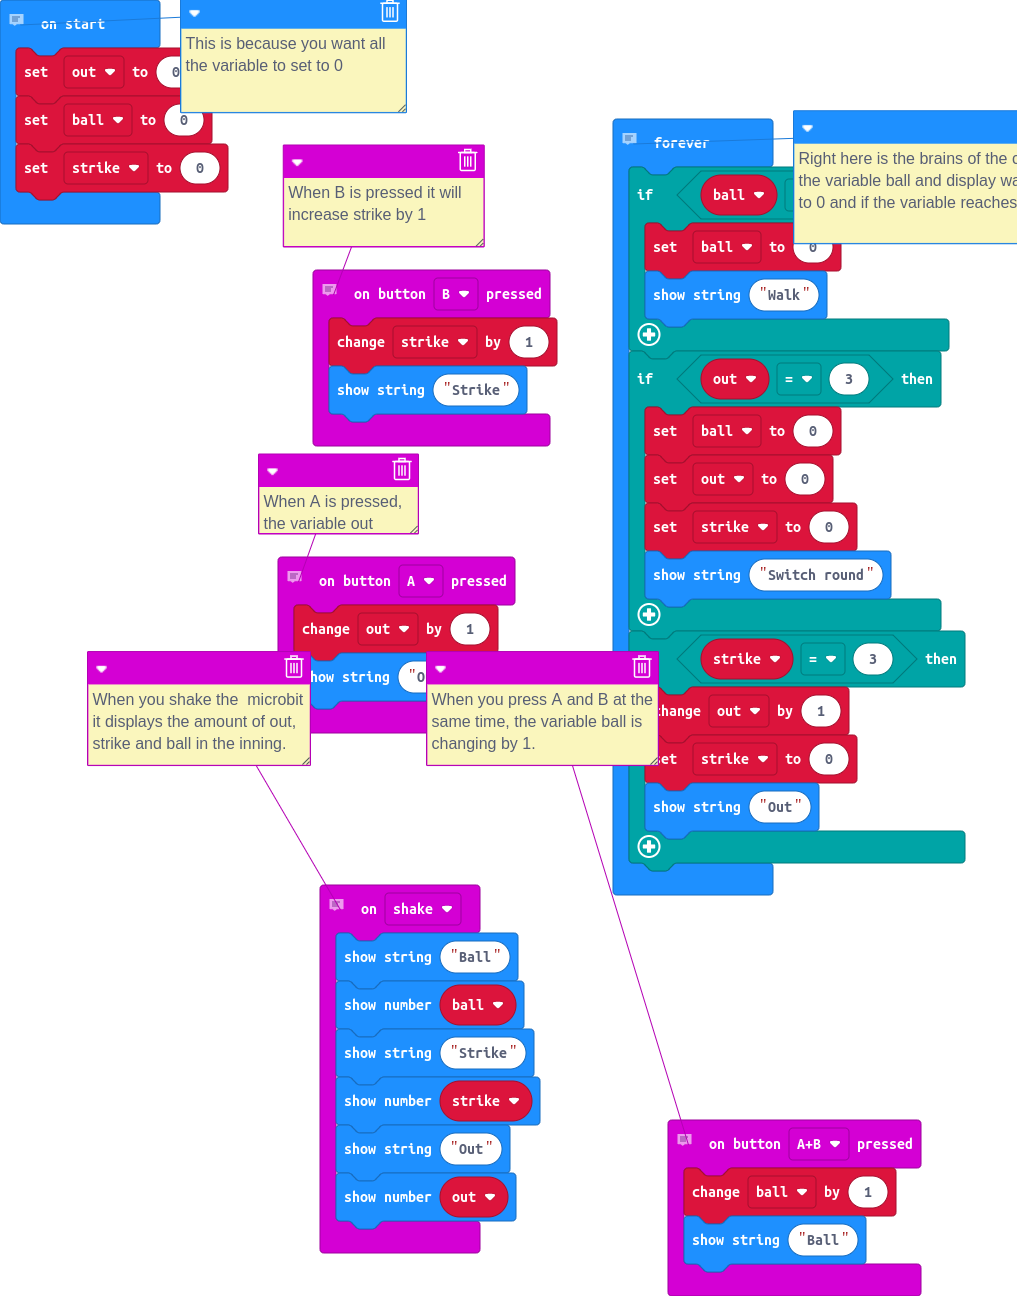 on start
This is because you want all
the variable to set to 0
set out to 0
set ball to 0
set strike to 0
When B is pressed it will
increase strike by 1
on button B pressed
change strike by 1
show string "Strike"
When A is pressed,
the variable out
on button A pressed
change out by 1
how string "O
When you shake the microbit
it displays the amount of out,
strike and ball in the inning.
When you press A and B at the
same time, the variable ball is
changing by 1.
on shake
show string "Ball"
show number ball
show string "Strike"
show number strike
show string "Out"
show number out
forever
Right here is the brains of the
the variable ball and display
to 0 and if the variable reaches
if ball
set ball to 0
show string "Walk"
if out = 3 then
set ball to 0
set out to 0
set strike to 0
show string "Switch round"
strike = 3 then
change out by 1
set strike to 0
show string "Out"
on button A+B pressed
change ball by 1
show string "Ball"